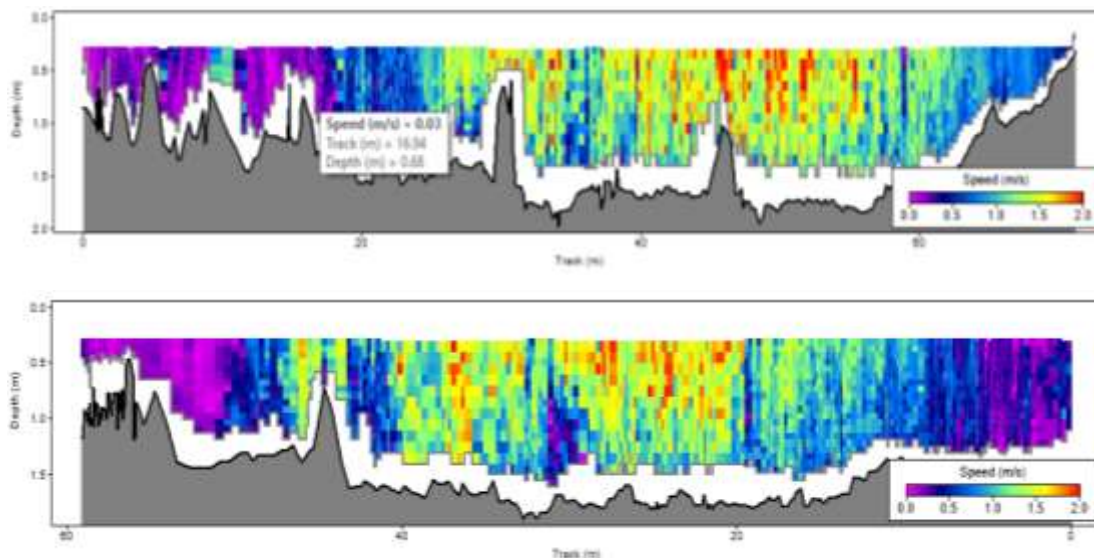 0.0
0.5
1.0
1.5
2.0
Depth (m)
Speed (m/s) = 0.03
Track (m) = 16.94
Depth (m) = 0.68
Speed (m/s)
0.0 0.5 1.0 1.5 2.0
0 20 40 60
Track (m)
0.0
0.5
1.0
1.5
Depth (m)
Speed (m/s)
0.0 0.5 1.0 1.5 2.0
60 40 20 0
Track (m)